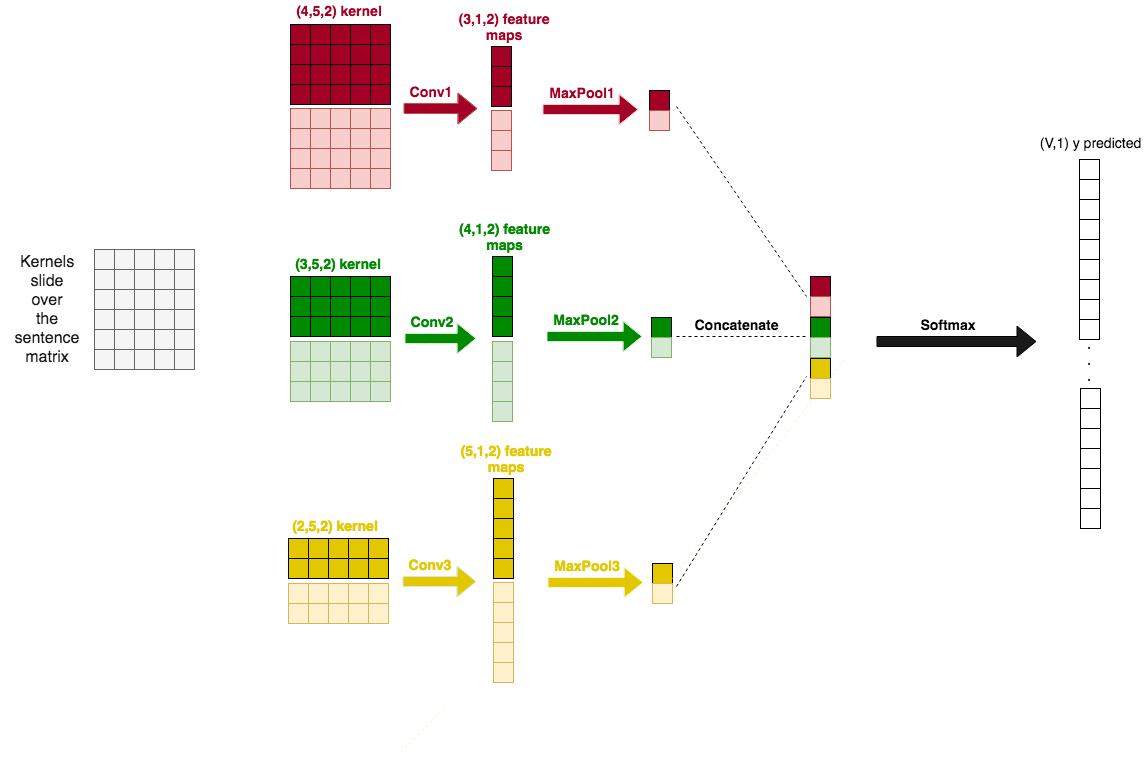 (4,5,2) kernel
(3,1,2) feature
maps
Conv1
MaxPool1
(V,1) y predicted
Kernels
slide
over
the
sentence
matrix
(3,5,2) kernel
(4,1,2) feature
maps
Conv2
MaxPool2
Concatenate
Softmax
(2,5,2) kernel
(5,1,2) feature
maps
Conv3
MaxPool3